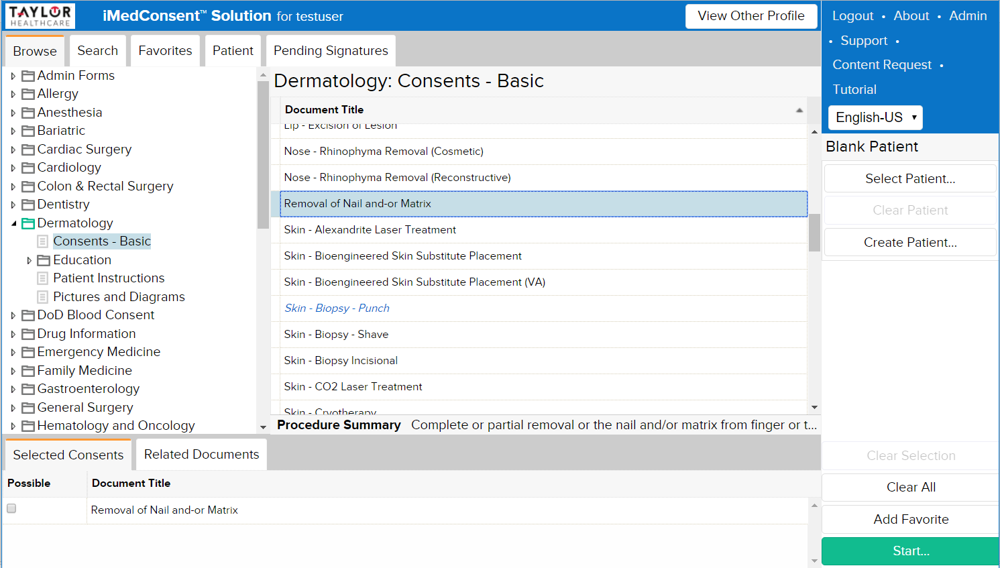 TAYLOR
HEALTHCARE
iMedConsent™ Solution for testuser
View Other Profile
Logout • About • Admin
• Support •
Content Request •
Tutorial
English-US
Browse
Search
Favorites
Patient
Pending Signatures
Admin Forms
Allergy
Anesthesia
Bariatric
Cardiac Surgery
Cardiology
Colon & Rectal Surgery
Dentistry
Dermatology
Consents - Basic
Education
Patient Instructions
Pictures and Diagrams
DoD Blood Consent
Drug Information
Emergency Medicine
Family Medicine
Gastroenterology
General Surgery
Hematology and Oncology
Dermatology: Consents - Basic
Document Title
Lip - Excision of Lesion
Nose - Rhinophyma Removal (Cosmetic)
Nose - Rhinophyma Removal (Reconstructive)
Removal of Nail and-or Matrix
Skin - Alexandrite Laser Treatment
Skin - Bioengineered Skin Substitute Placement
Skin - Bioengineered Skin Substitute Placement (VA)
Skin - Biopsy - Punch
Skin - Biopsy - Shave
Skin - Biopsy Incisional
Skin - CO2 Laser Treatment
Skin - Cryotherapy
Procedure Summary Complete or partial removal or the nail and/or matrix from finger or t...
Blank Patient
Select Patient...
Clear Patient
Create Patient...
Selected Consents
Related Documents
Possible
Document Title
Removal of Nail and-or Matrix
Clear Selection
Clear All
Add Favorite
Start...